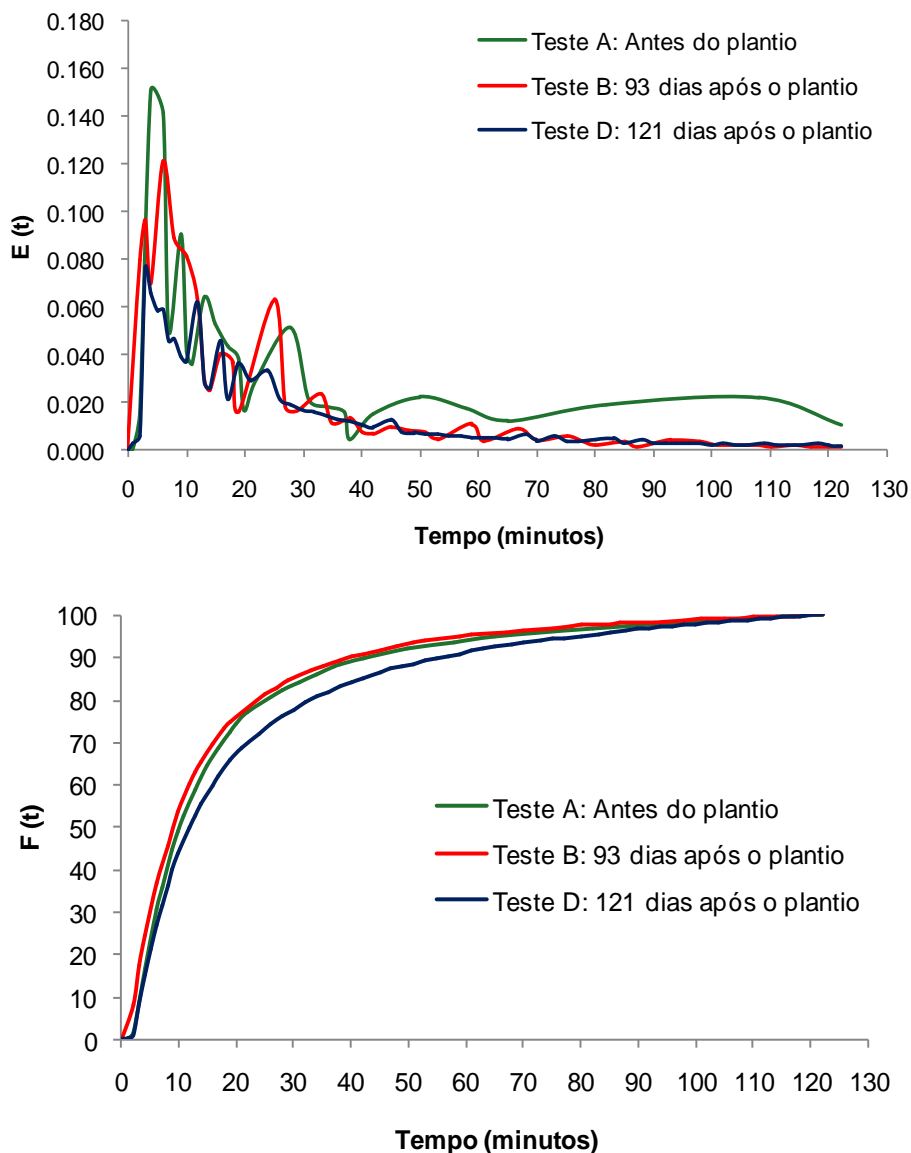 0.180
0.160
0.140
0.120
0.100
0.080
0.060
0.040
0.020
0.000
E (t)
Teste A: Antes do plantio
Teste B: 93 dias após o plantio
Teste D: 121 dias após o plantio
0 10 20 30 40 50 60 70 80 90 100 110 120 130
Tempo (minutos)
100
90
80
70
60
50
40
30
20
10
0
F (t)
Teste A: Antes do plantio
Teste B: 93 dias após o plantio
Teste D: 121 dias após o plantio
0 10 20 30 40 50 60 70 80 90 100 110 120 130
Tempo (minutos)